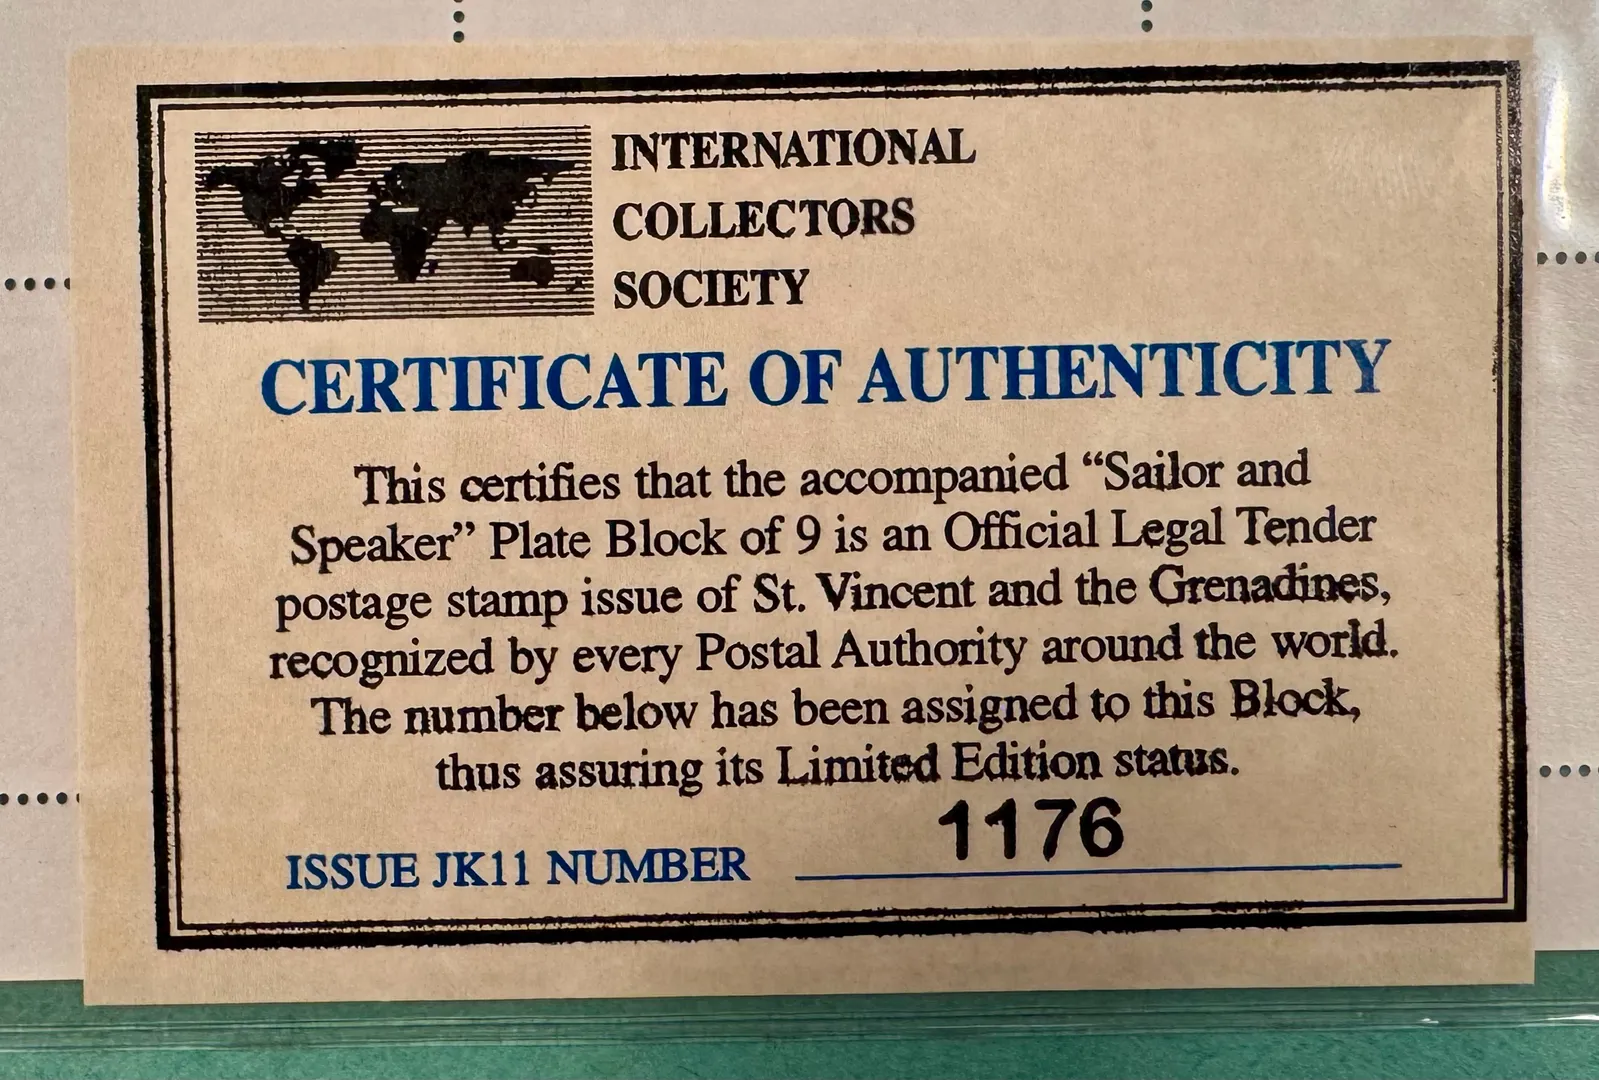 INTERNATIONAL
COLLECTORS
SOCIETY
CERTIFICATE OF AUTHENTICITY
This certifies that the accompanied “Sailor and
Speaker” Plate Block of 9 is an Official Legal Tender
postage stamp issue of St. Vincent and the Grenadines,
recognized by every Postal Authority around the world.
The number below has been assigned to this Block,
thus assuring its Limited Edition status.
1176
ISSUE JK11 NUMBER